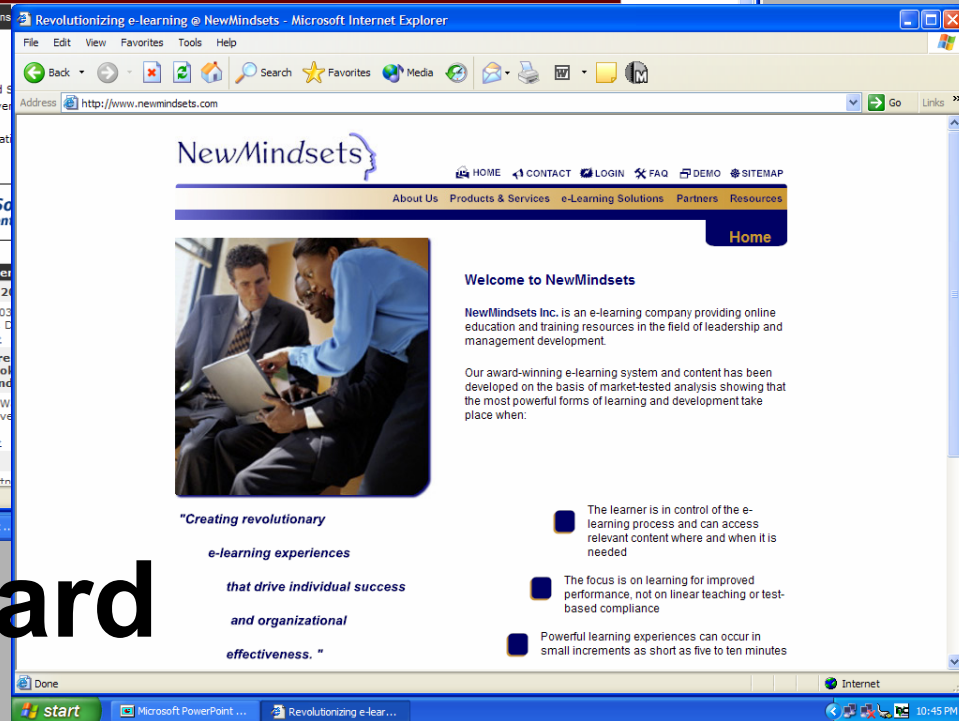 Revolutionizing e-learning @ NewMindsets - Microsoft Internet Explorer
File Edit View Favorites Tools Help
Back Search Favorites Media
Address http://www.newmindsets.com Go Links »
NewMindsets
HOME CONTACT LOGIN FAQ DEMO SITEMAP
About Us Products & Services e-Learning Solutions Partners Resources
Home
Welcome to NewMindsets
NewMindsets Inc. is an e-learning company providing online
education and training resources in the field of leadership and
management development.
Our award-winning e-learning system and content has been
developed on the basis of market-tested analysis showing that
the most powerful forms of learning and development take
place when:
The learner is in control of the e-
learning process and can access
relevant content where and when it is
needed
The focus is on learning for improved
performance, not on linear teaching or test-
based compliance
Powerful learning experiences can occur in
small increments as short as five to ten minutes
"Creating revolutionary
e-learning experiences
that drive individual success
and organizational
effectiveness. "
ard
Done Internet
start Microsoft PowerPoint ... Revolutionizing e-lear... 10:45 PM